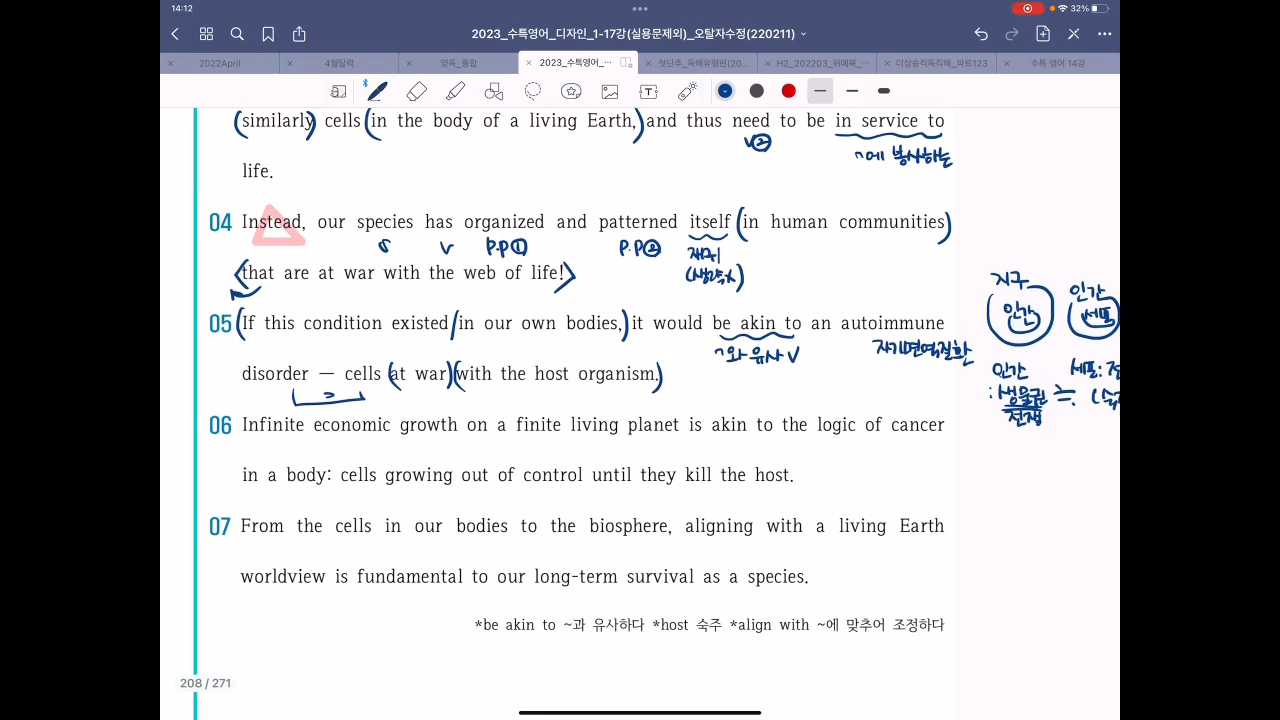 14:12
32%
2023_수특영어_디자인_1-17강(실용문제외)_오탈자수정(220211)
2022April
4월달력
영독_통합
2023_수특영어_...
첫단추_독해유형편(20...
H2_202203_위례복_...
더상승직독직해_파트123
수특 영어 14강
similarly cells in the body of a living Earth, and thus need to be in service to
v②
~에 봉사하는
life.
04 Instead, our species has organized and patterned itself in human communities
s v p.p① p.p② 재귀
(생략x)
that are at war with the web of life!
지구 인간
인간 세포
05 If this condition existed in our own bodies, it would be akin to an autoimmune
~와 유사 자가면역질환
disorder — cells at war with the host organism.
인간 세포:
:생물권 ≒
전쟁
06 Infinite economic growth on a finite living planet is akin to the logic of cancer
in a body: cells growing out of control until they kill the host.
07 From the cells in our bodies to the biosphere, aligning with a living Earth
worldview is fundamental to our long-term survival as a species.
*be akin to ~과 유사하다 *host 숙주 *align with ~에 맞추어 조정하다
208 / 271